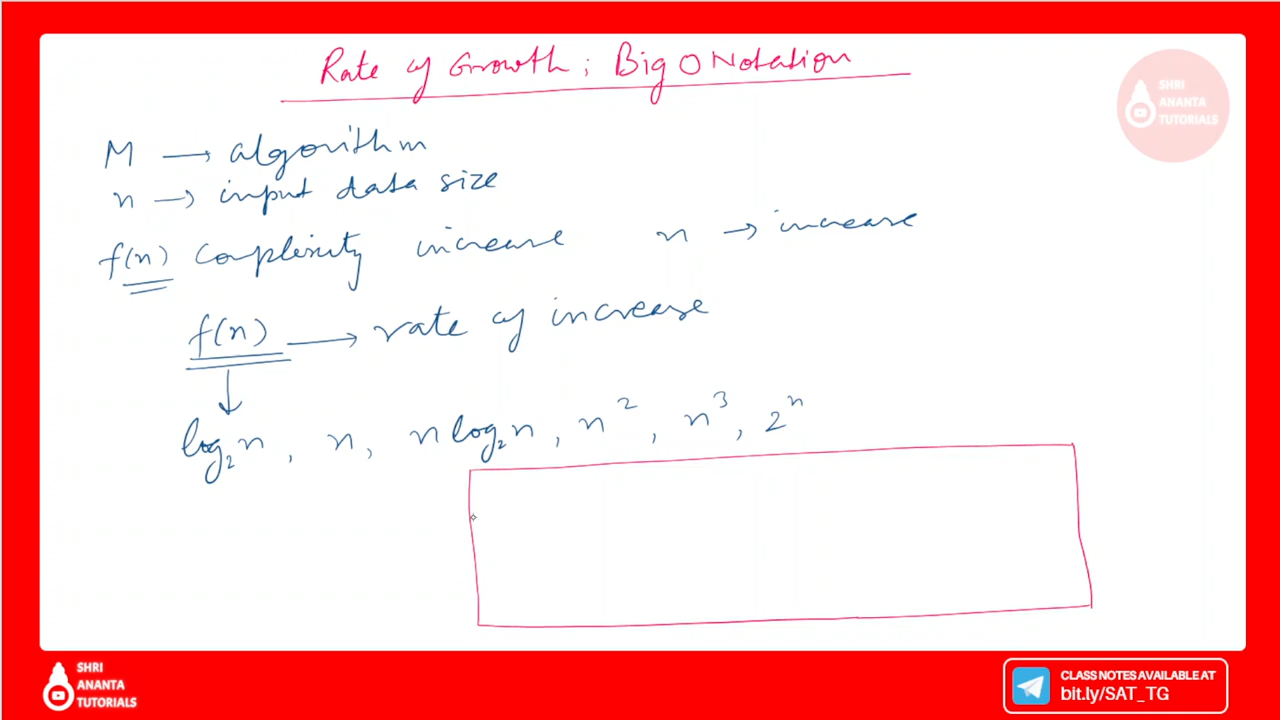 Rate of Growth; Big O Notation
SHRI
ANANTA
TUTORIALS
M → algorithm
n → input data size
f(n) complexity increase n → increase
f(n) → rate of increase
↓
log₂n, n, n log₂n, n², n³, 2ⁿ
SHRI
ANANTA
TUTORIALS
CLASS NOTES AVAILABLE AT
bit.ly/SAT_TG